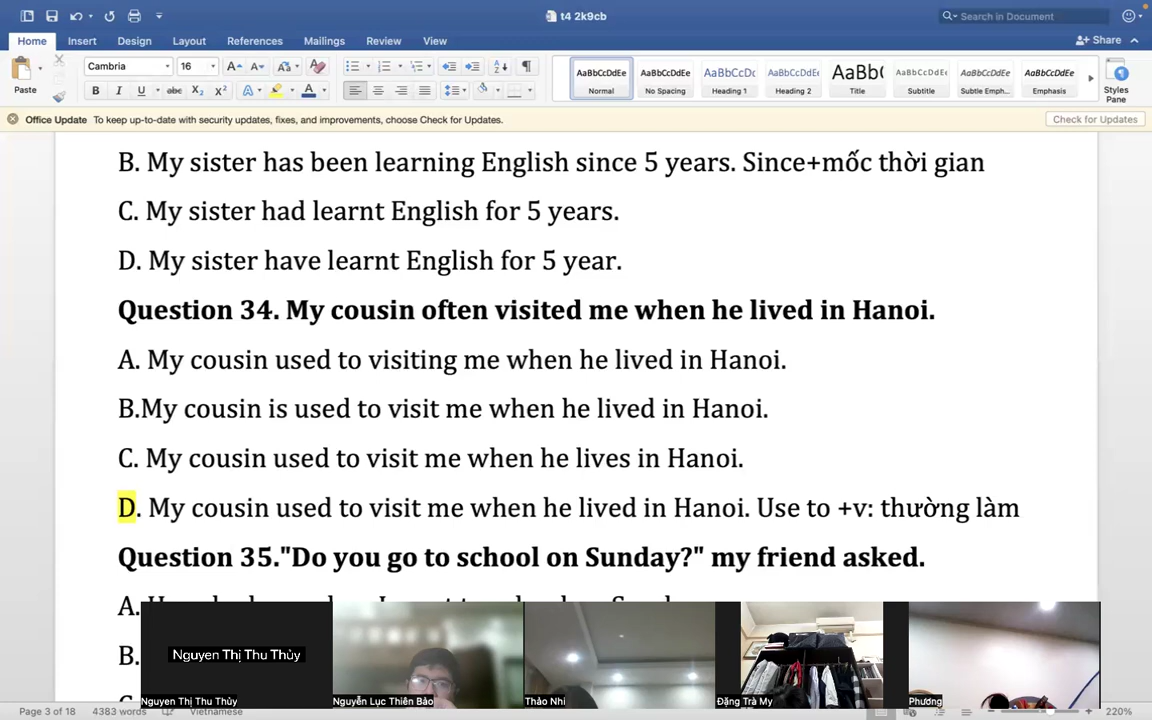 t4 2k9cb
Search in Document
Home Insert Design Layout References Mailings Review View
Share
Paste
Cambria 16
AaBbCcDdEe AaBbCcDdEe AaBbCcDc AaBbCcDdEe AaBb( AaBbCcDdEe AaBbCcDdEe AaBbCcDdEe
Normal No Spacing Heading 1 Heading 2 Title Subtitle Subtle Emph... Emphasis
Styles Pane
Office Update To keep up-to-date with security updates, fixes, and improvements, choose Check for Updates.
Check for Updates
B. My sister has been learning English since 5 years. Since+mốc thời gian
C. My sister had learnt English for 5 years.
D. My sister have learnt English for 5 year.
Question 34. My cousin often visited me when he lived in Hanoi.
A. My cousin used to visiting me when he lived in Hanoi.
B.My cousin is used to visit me when he lived in Hanoi.
C. My cousin used to visit me when he lives in Hanoi.
D. My cousin used to visit me when he lived in Hanoi. Use to +v: thường làm
Question 35."Do you go to school on Sunday?" my friend asked.
A.
B.
Nguyen Thị Thu Thủy
Nguyen Thị Thu Thủy
Nguyễn Lục Thiên Bảo
Thảo Nhi
Đặng Trà My
Phương
Page 3 of 18 4383 words Vietnamese 220%